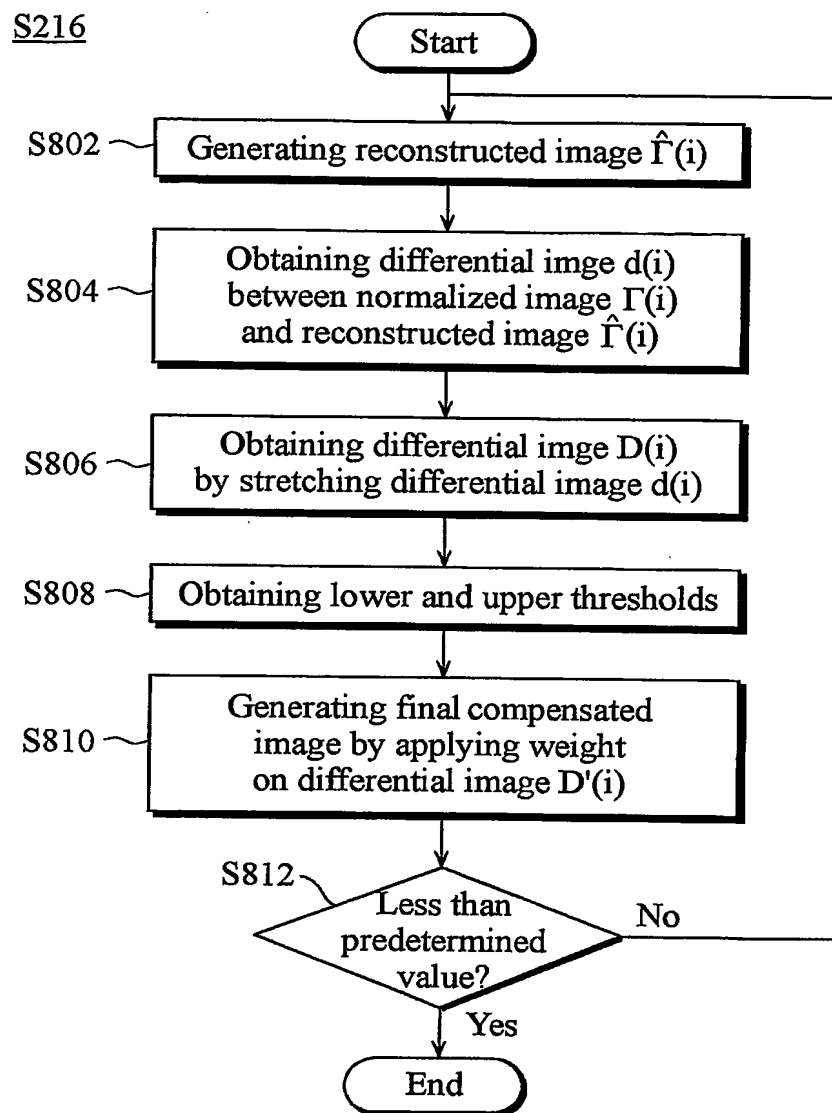 S216
Start
S802
Generating reconstructed image Γ̂(i)
S804
Obtaining differential imge d(i)
between normalized image Γ(i)
and reconstructed image Γ̂(i)
S806
Obtaining differential imge D(i)
by stretching differential image d(i)
S808
Obtaining lower and upper thresholds
S810
Generating final compensated
image by applying weight
on differential image D'(i)
S812
Less than
predetermined
value?
No
Yes
End